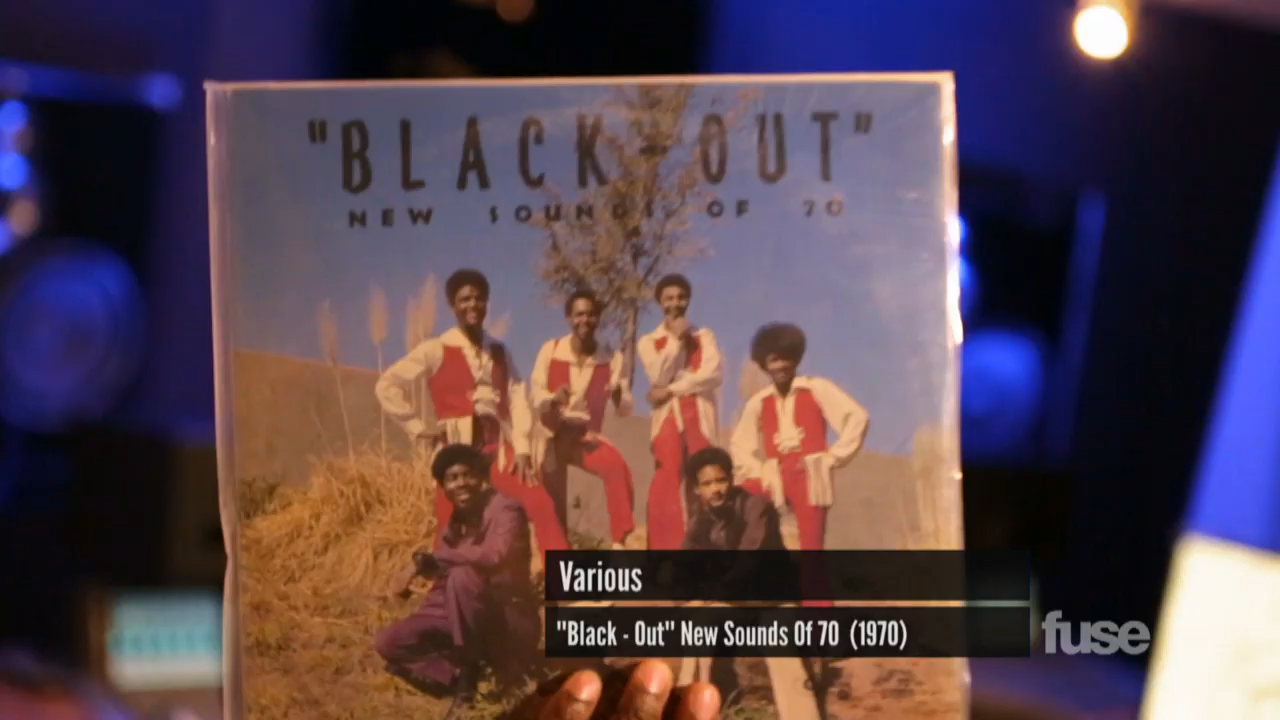 "BLACK-OUT"
NEW SOUNDS OF 70
Various
"Black - Out" New Sounds Of 70 (1970)
fuse